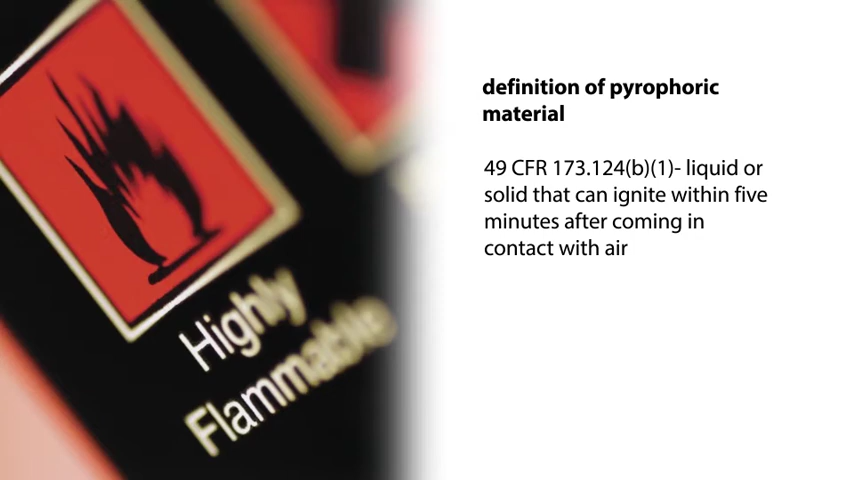 Highly
Flammable
definition of pyrophoric
material
49 CFR 173.124(b)(1)- liquid or
solid that can ignite within five
minutes after coming in
contact with air